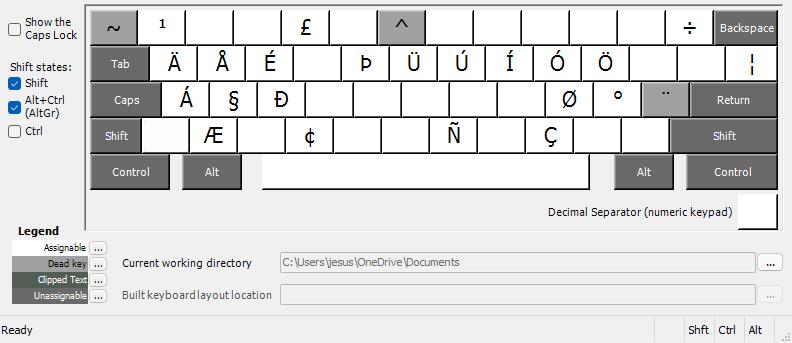 Show the
Caps Lock
Shift states:
Shift
Alt+Ctrl
(AltGr)
Ctrl
~ ¹ £ ^ ÷ Backspace
Tab Ä Å É Þ Ü Ú Í Ó Ö ¦
Caps Á § Ð Ø ° ¨ Return
Shift Æ ¢ Ñ Ç Shift
Control Alt Alt Control
Decimal Separator (numeric keypad)
Legend
Assignable ...
Dead key ...
Clipped Text ...
Unassignable ...
Current working directory C:\Users\jesus\OneDrive\Documents ...
Built keyboard layout location ...
Ready Shft Ctrl Alt